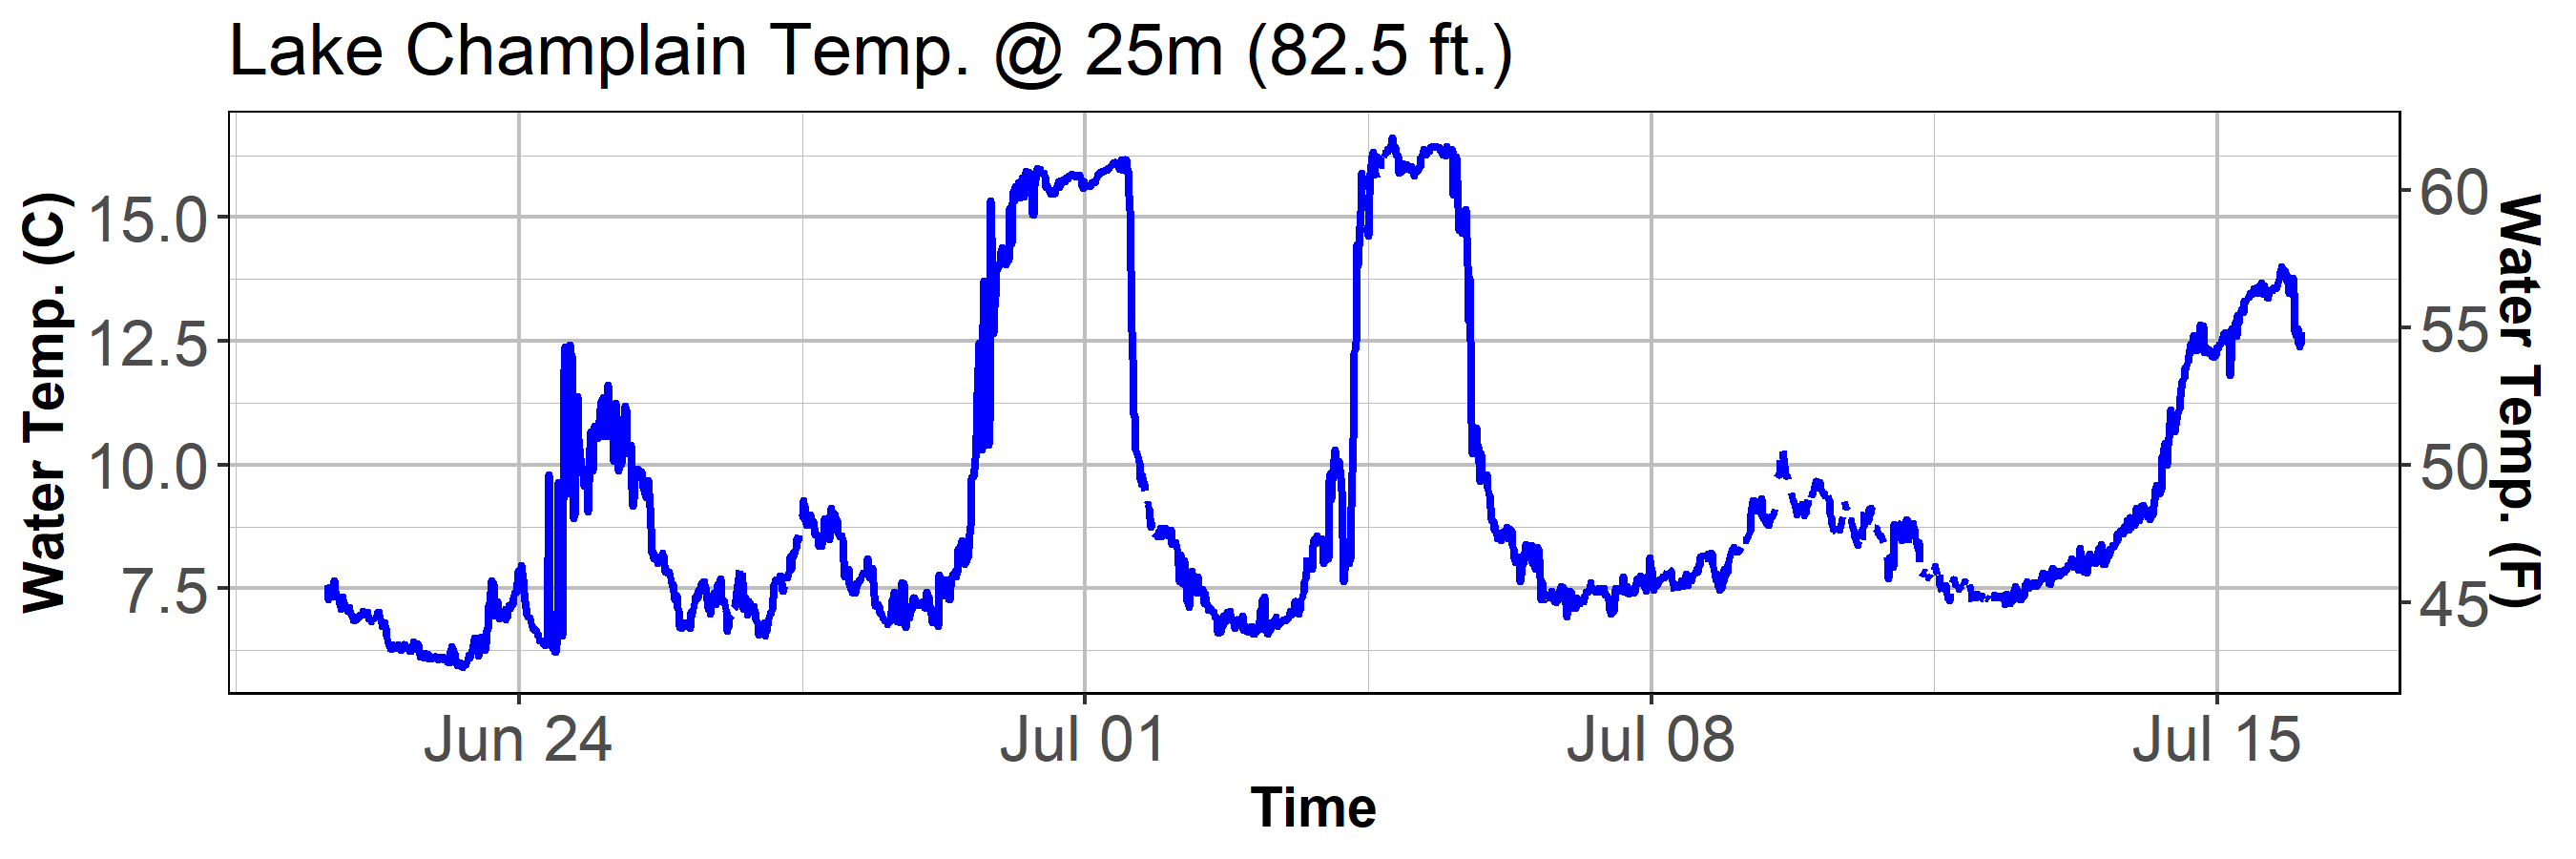 Lake Champlain Temp. @ 25m (82.5 ft.)
Water Temp. (C)
15.0
12.5
10.0
7.5
60
55
50
45
Water Temp. (F)
Jun 24
Jul 01
Jul 08
Jul 15
Time